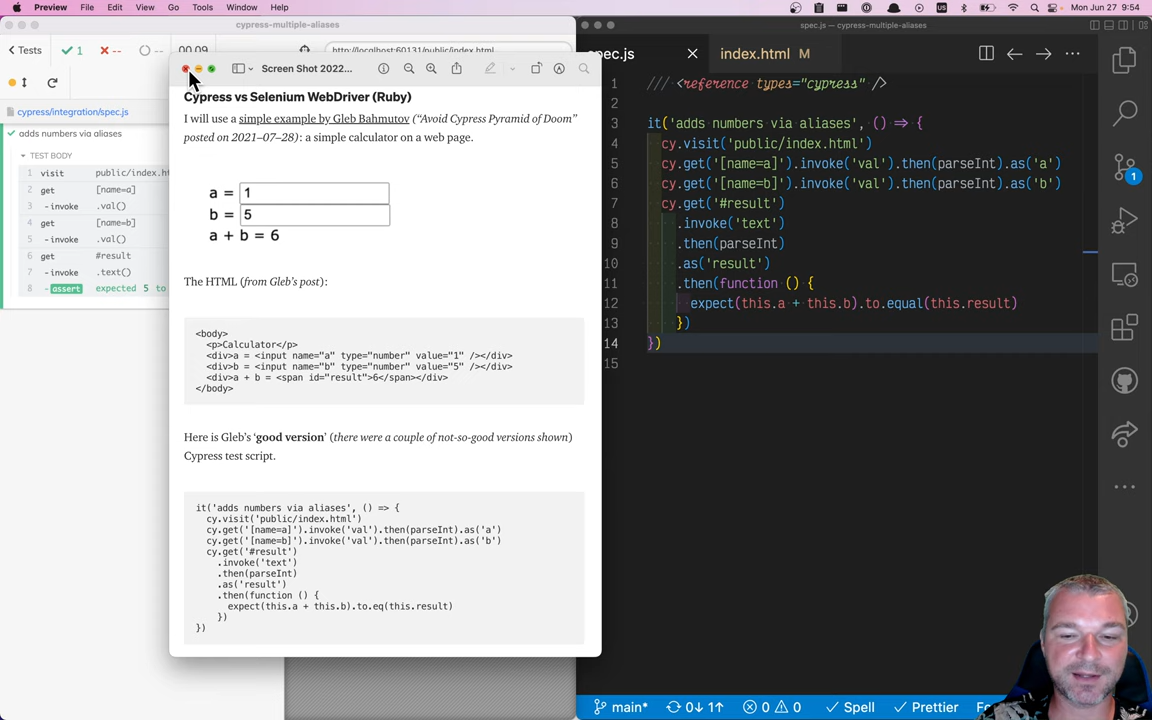 Preview File Edit View Go Tools Window Help
US
Mon Jun 27 9:54
cypress-multiple-aliases
Tests
1
--
00.09
http://localhost:60131/public/index.html
cypress/integration/spec.js
adds numbers via aliases
TEST BODY
1 visit public/index.ht
2 get [name=a]
3 -invoke .val()
4 get [name=b]
5 -invoke .val()
6 get #result
7 -invoke .text()
8 -assert expected 5 to
Screen Shot 2022...
Cypress vs Selenium WebDriver (Ruby)
I will use a simple example by Gleb Bahmutov (“Avoid Cypress Pyramid of Doom”
posted on 2021–07–28): a simple calculator on a web page.
a = 1
b = 5
a + b = 6
The HTML (from Gleb’s post):
<body>
<p>Calculator</p>
<div>a = <input name="a" type="number" value="1" /></div>
<div>b = <input name="b" type="number" value="5" /></div>
<div>a + b = <span id="result">6</span></div>
</body>
Here is Gleb’s ‘good version’ (there were a couple of not-so-good versions shown)
Cypress test script.
it('adds numbers via aliases', () => {
cy.visit('public/index.html')
cy.get('[name=a]').invoke('val').then(parseInt).as('a')
cy.get('[name=b]').invoke('val').then(parseInt).as('b')
cy.get('#result')
.invoke('text')
.then(parseInt)
.as('result')
.then(function () {
expect(this.a + this.b).to.eq(this.result)
})
})
spec.js — cypress-multiple-aliases
spec.js
index.html M
1 /// <reference types="cypress" />
2
3 it('adds numbers via aliases', () => {
4 cy.visit('public/index.html')
5 cy.get('[name=a]').invoke('val').then(parseInt).as('a')
6 cy.get('[name=b]').invoke('val').then(parseInt).as('b')
7 cy.get('#result')
8 .invoke('text')
9 .then(parseInt)
10 .as('result')
11 .then(function () {
12 expect(this.a + this.b).to.equal(this.result)
13 })
14 })
15
1
main* 0↓ 1↑ 0 0 Spell Prettier